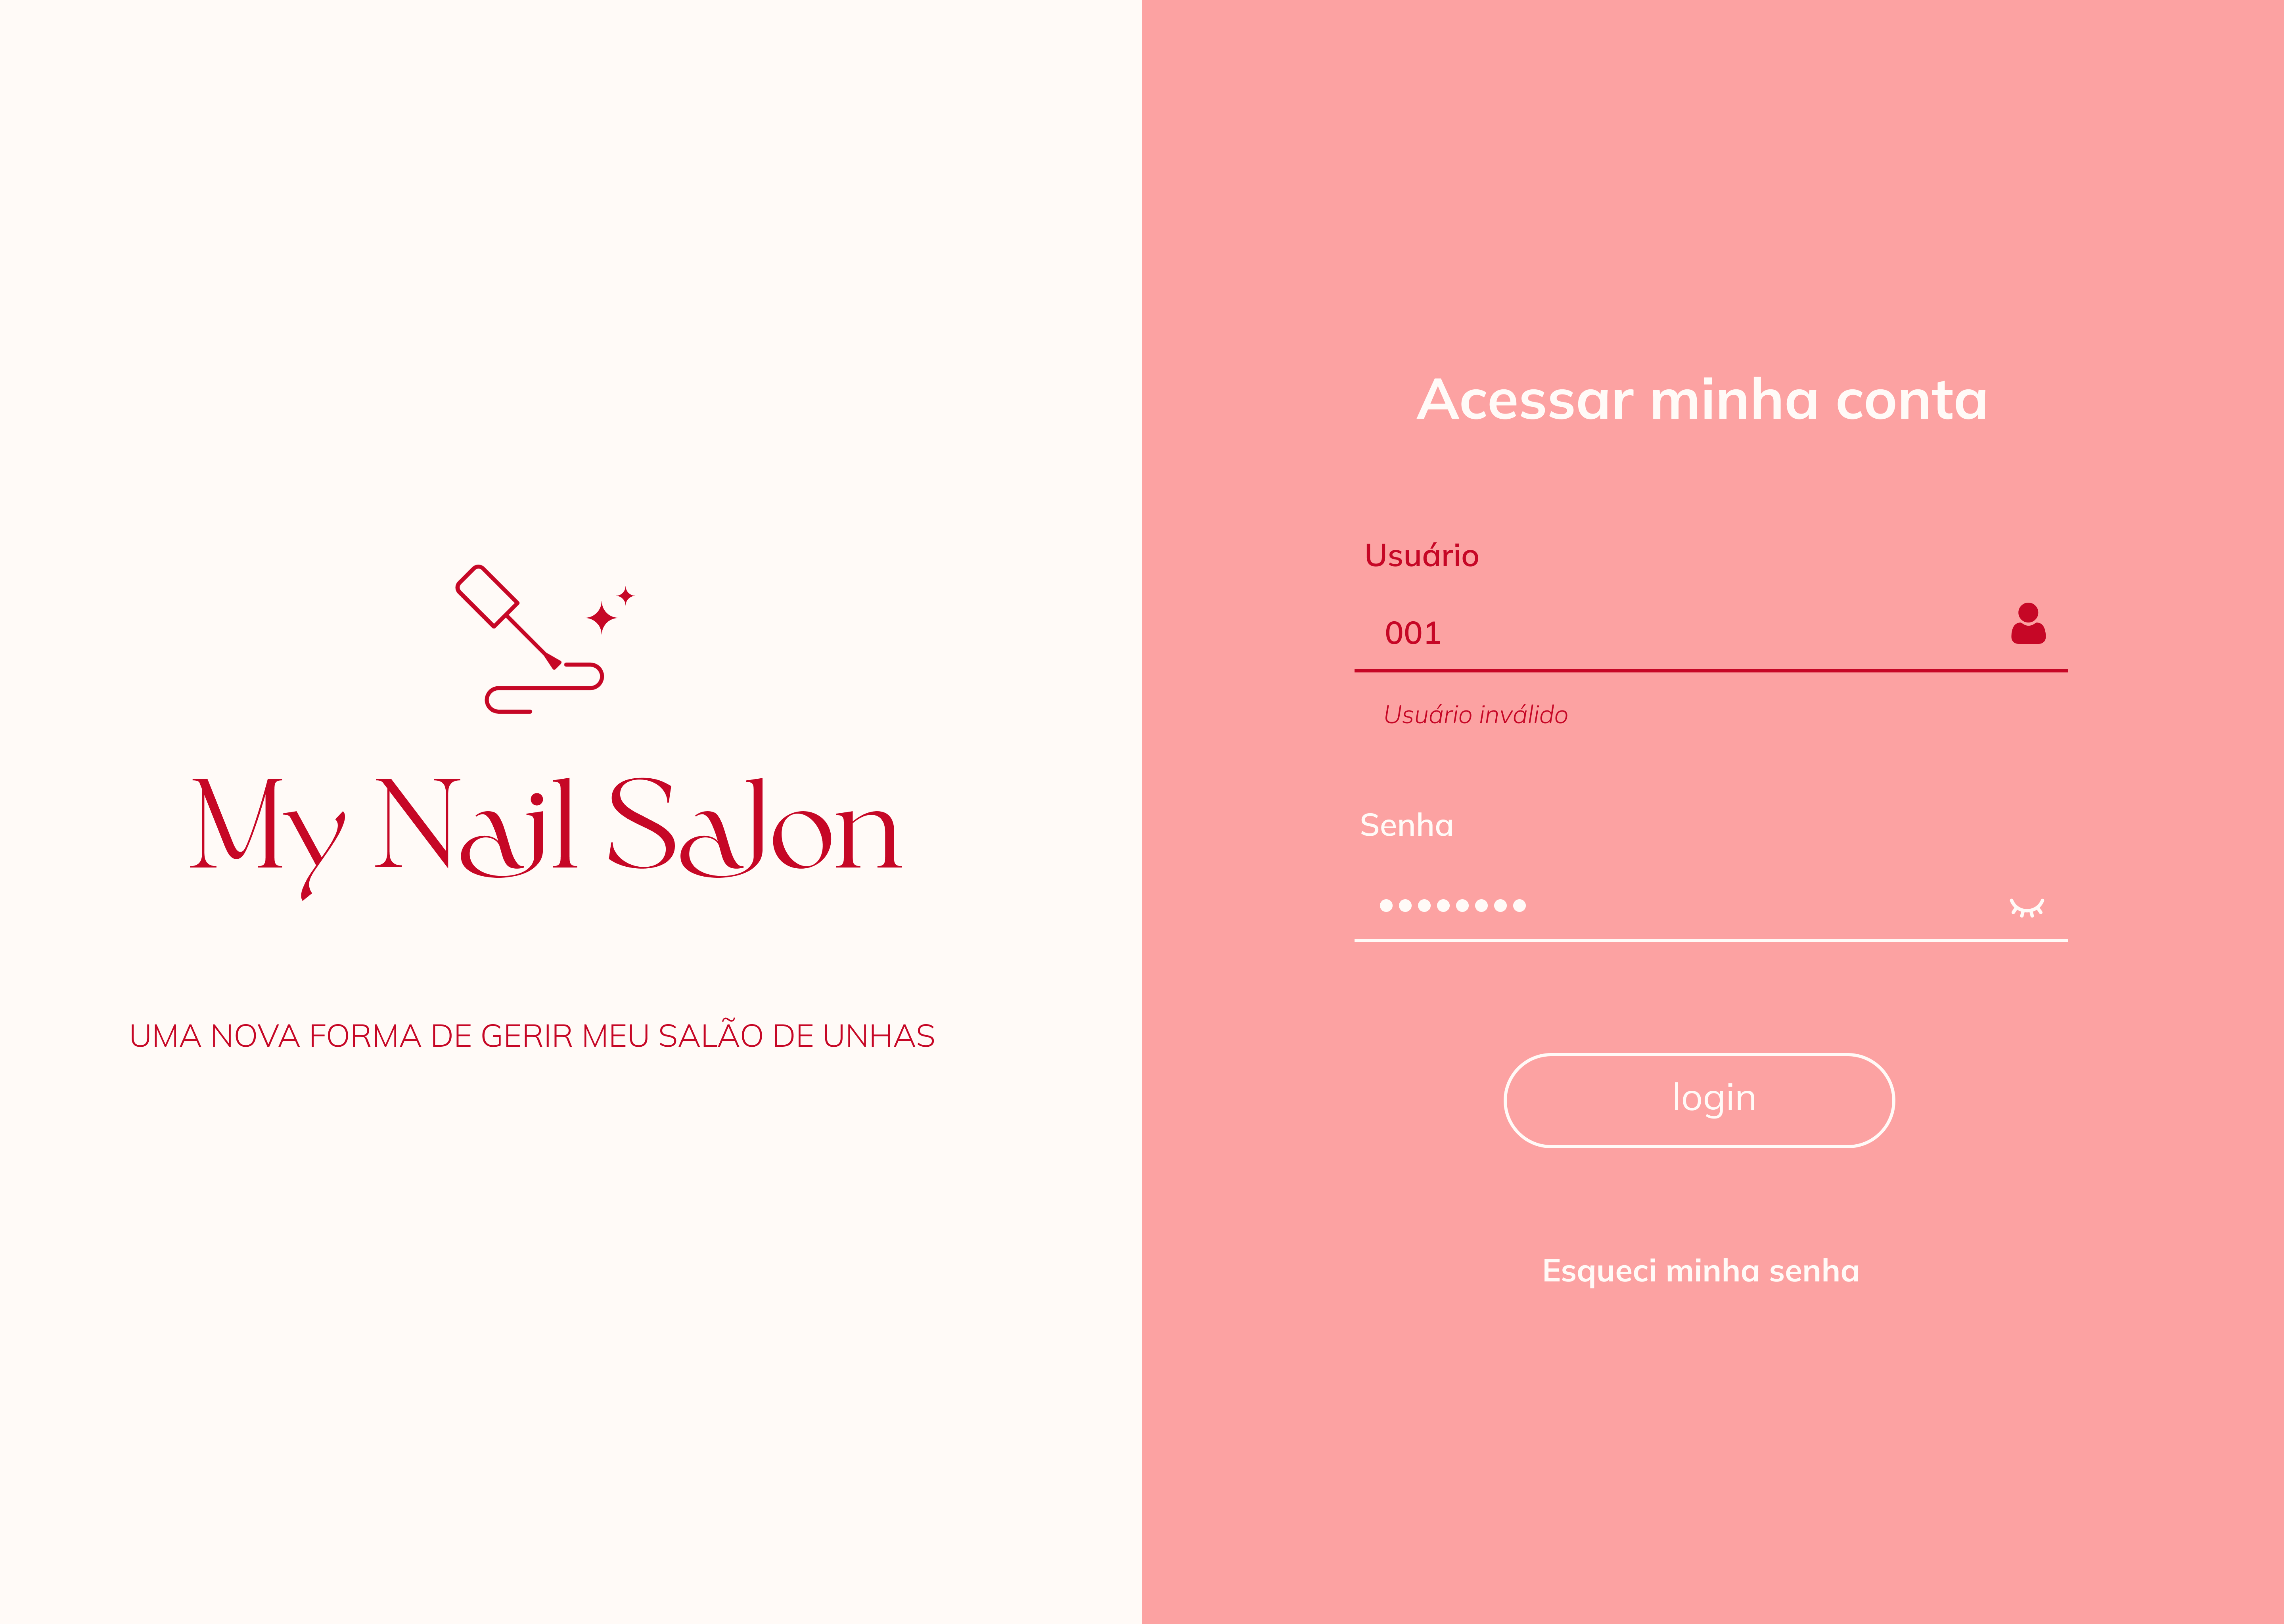 My Nail Salon
UMA NOVA FORMA DE GERIR MEU SALÃO DE UNHAS
Acessar minha conta
Usuário
001
Usuário inválido
Senha
••••••••
login
Esqueci minha senha